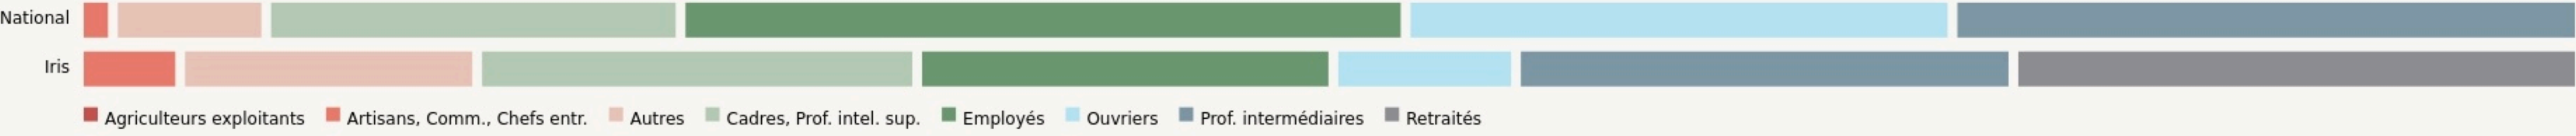 National
Iris
Agriculteurs exploitants Artisans, Comm., Chefs entr. Autres Cadres, Prof. intel. sup. Employés Ouvriers Prof. intermédiaires Retraités